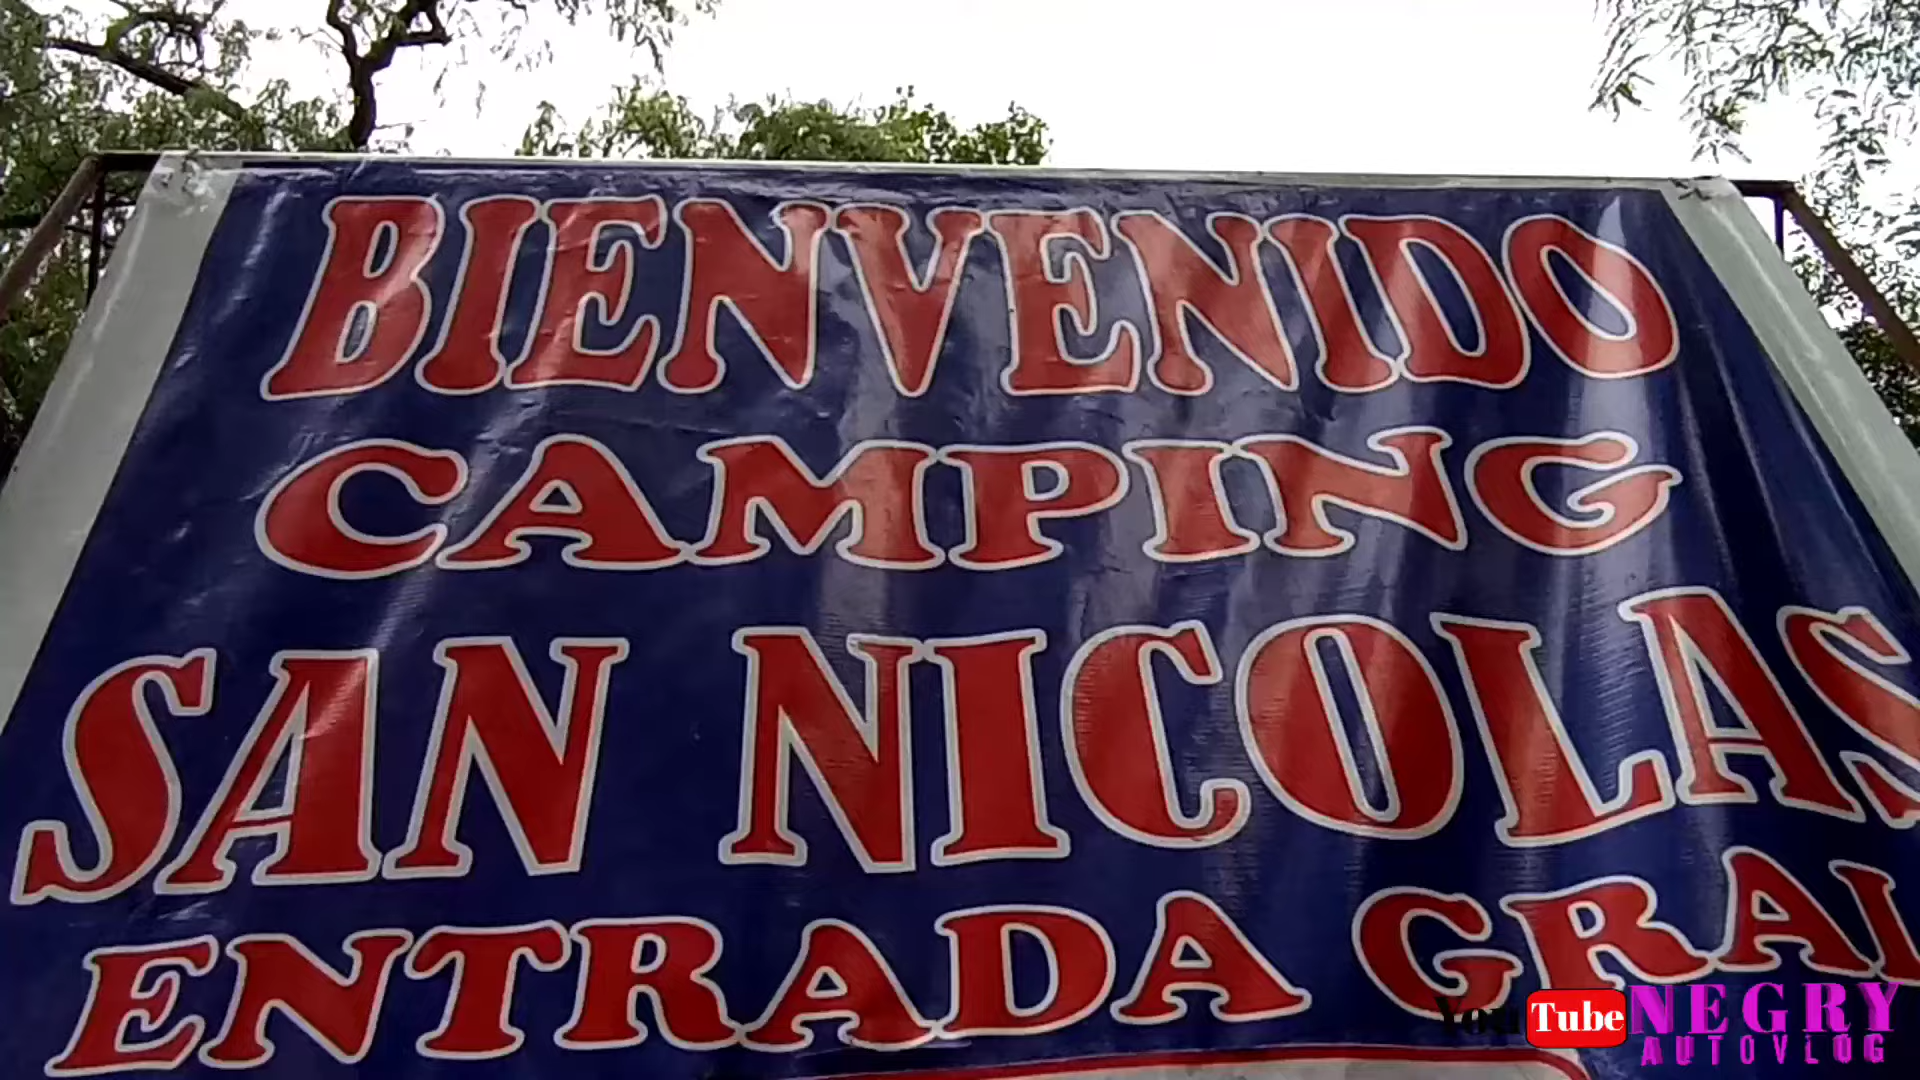 BIENVENIDO
CAMPING
SAN NICOLAS
ENTRADA
YouTube NEGRY
AUTOVLOG